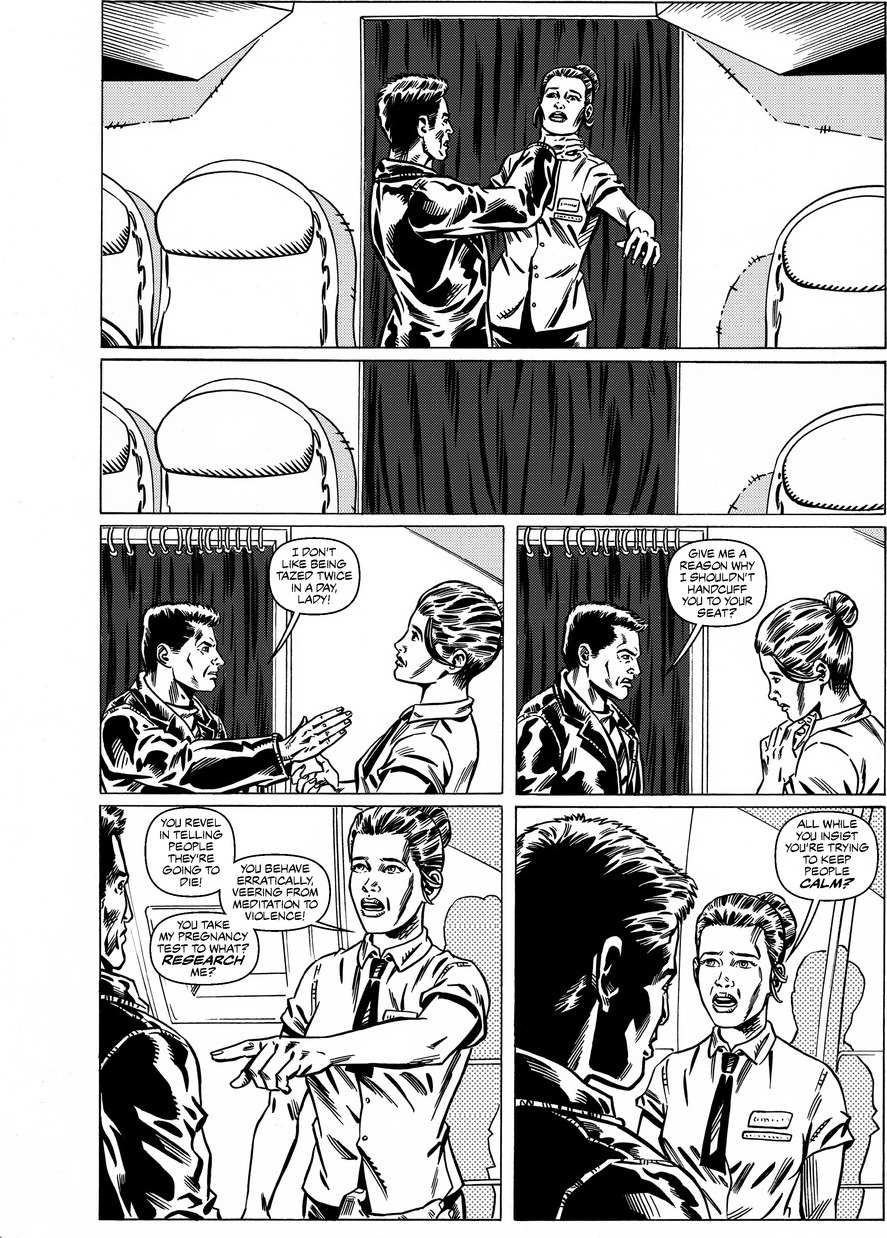 I DON'T
LIKE BEING
TAZED TWICE
IN A DAY,
LADY!
GIVE ME A
REASON WHY
I SHOULDN'T
HANDCUFF
YOU TO YOUR
SEAT?
YOU REVEL
IN TELLING
PEOPLE
THEY'RE
GOING TO
DIE!
YOU BEHAVE
ERRATICALLY,
VEERING FROM
MEDITATION TO
VIOLENCE!
YOU TAKE
MY PREGNANCY
TEST TO WHAT?
RESEARCH
ME?
ALL WHILE
YOU INSIST
YOU'RE TRYING
TO KEEP
PEOPLE
CALM?